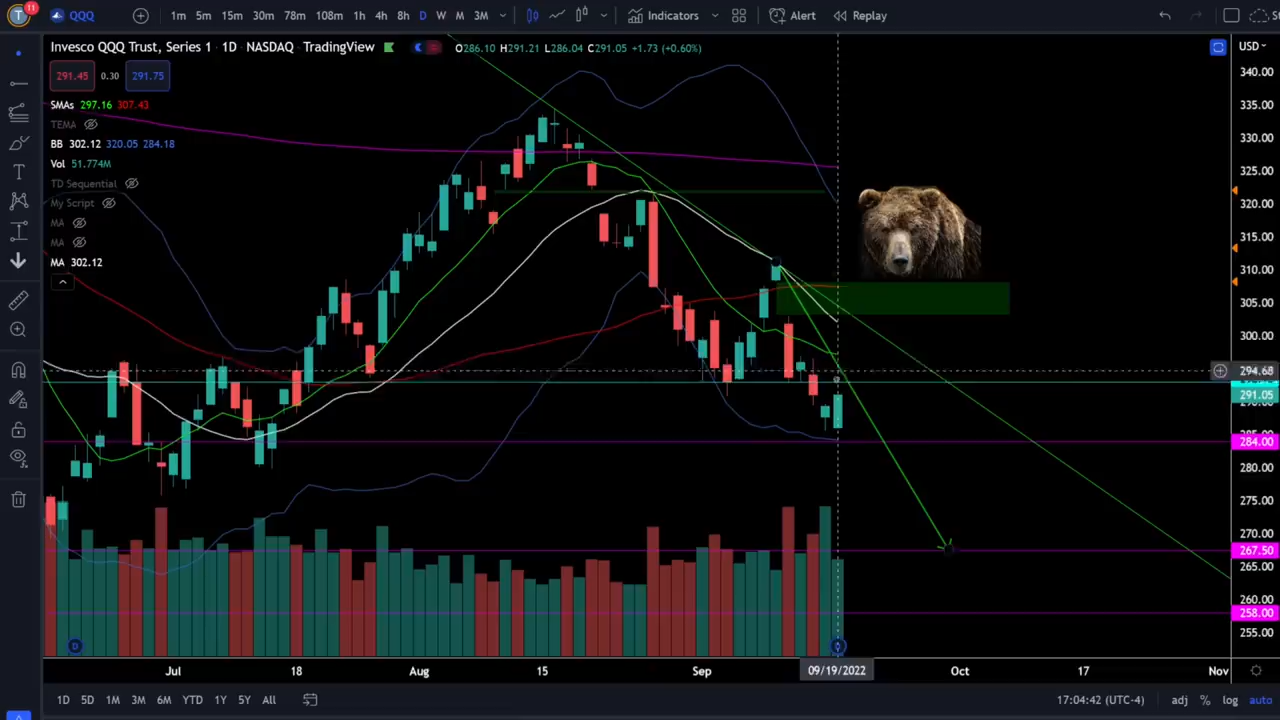 T 11 QQQ 1m 5m 15m 30m 78m 108m 1h 4h 8h D W M 3M Indicators Alert Replay
Invesco QQQ Trust, Series 1 · 1D · NASDAQ · TradingView O286.10 H291.21 L286.04 C291.05 +1.73 (+0.60%) USD
291.45 0.30 291.75
SMAs 297.16 307.43
TEMA
BB 302.12 320.05 284.18
Vol 51.774M
TD Sequential
My Script
MA
MA
MA 302.12
340.00
335.00
330.00
325.00
320.00
315.00
310.00
305.00
300.00
294.68
291.05
284.00
280.00
275.00
270.00
267.50
265.00
260.00
258.00
255.00
D
Jul 18 Aug 15 Sep 09/19/2022 Oct 17 Nov
1D 5D 1M 3M 6M YTD 1Y 5Y All 17:04:42 (UTC-4) adj % log auto